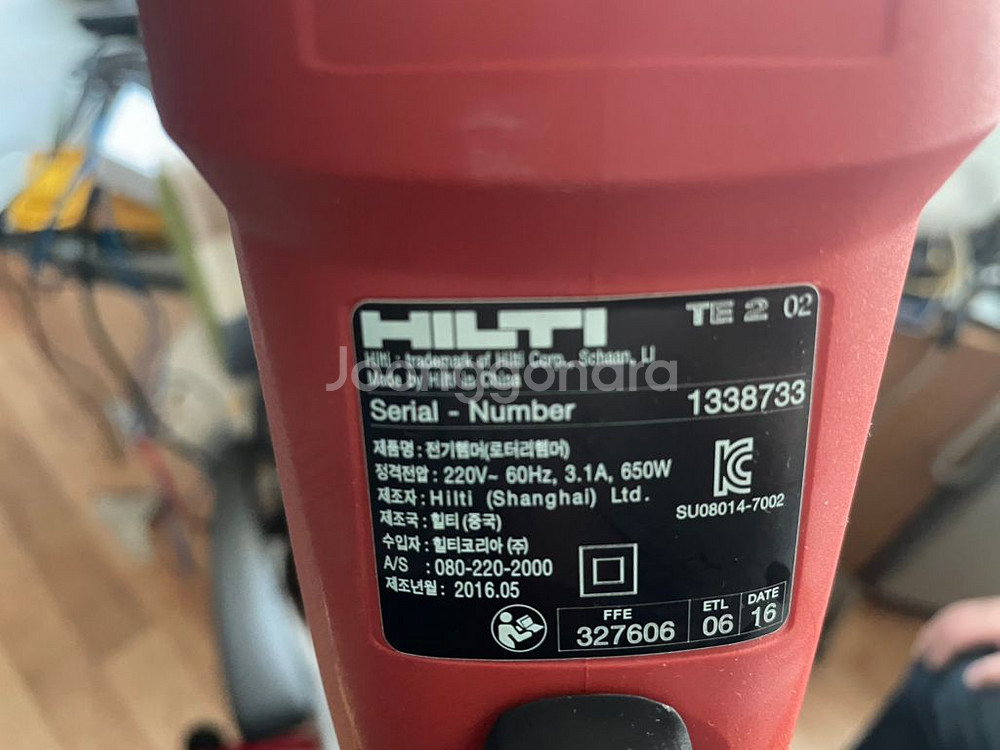 HILTI TE 2 02
Hilti = trademark of Hilti Corp., Schaan, LI
Made by Hilti in China
Joonggonara
Serial - Number 1338733
제품명 : 전기햄머(로터리햄머)
정격전압 : 220V~ 60Hz, 3.1A, 650W
제조자 : Hilti (Shanghai) Ltd.
SU08014-7002
제조국 : 힐티 (중국)
수입자 : 힐티코리아 (주)
A/S : 080-220-2000
제조년월 : 2016.05
FFE ETL DATE
327606 06 16